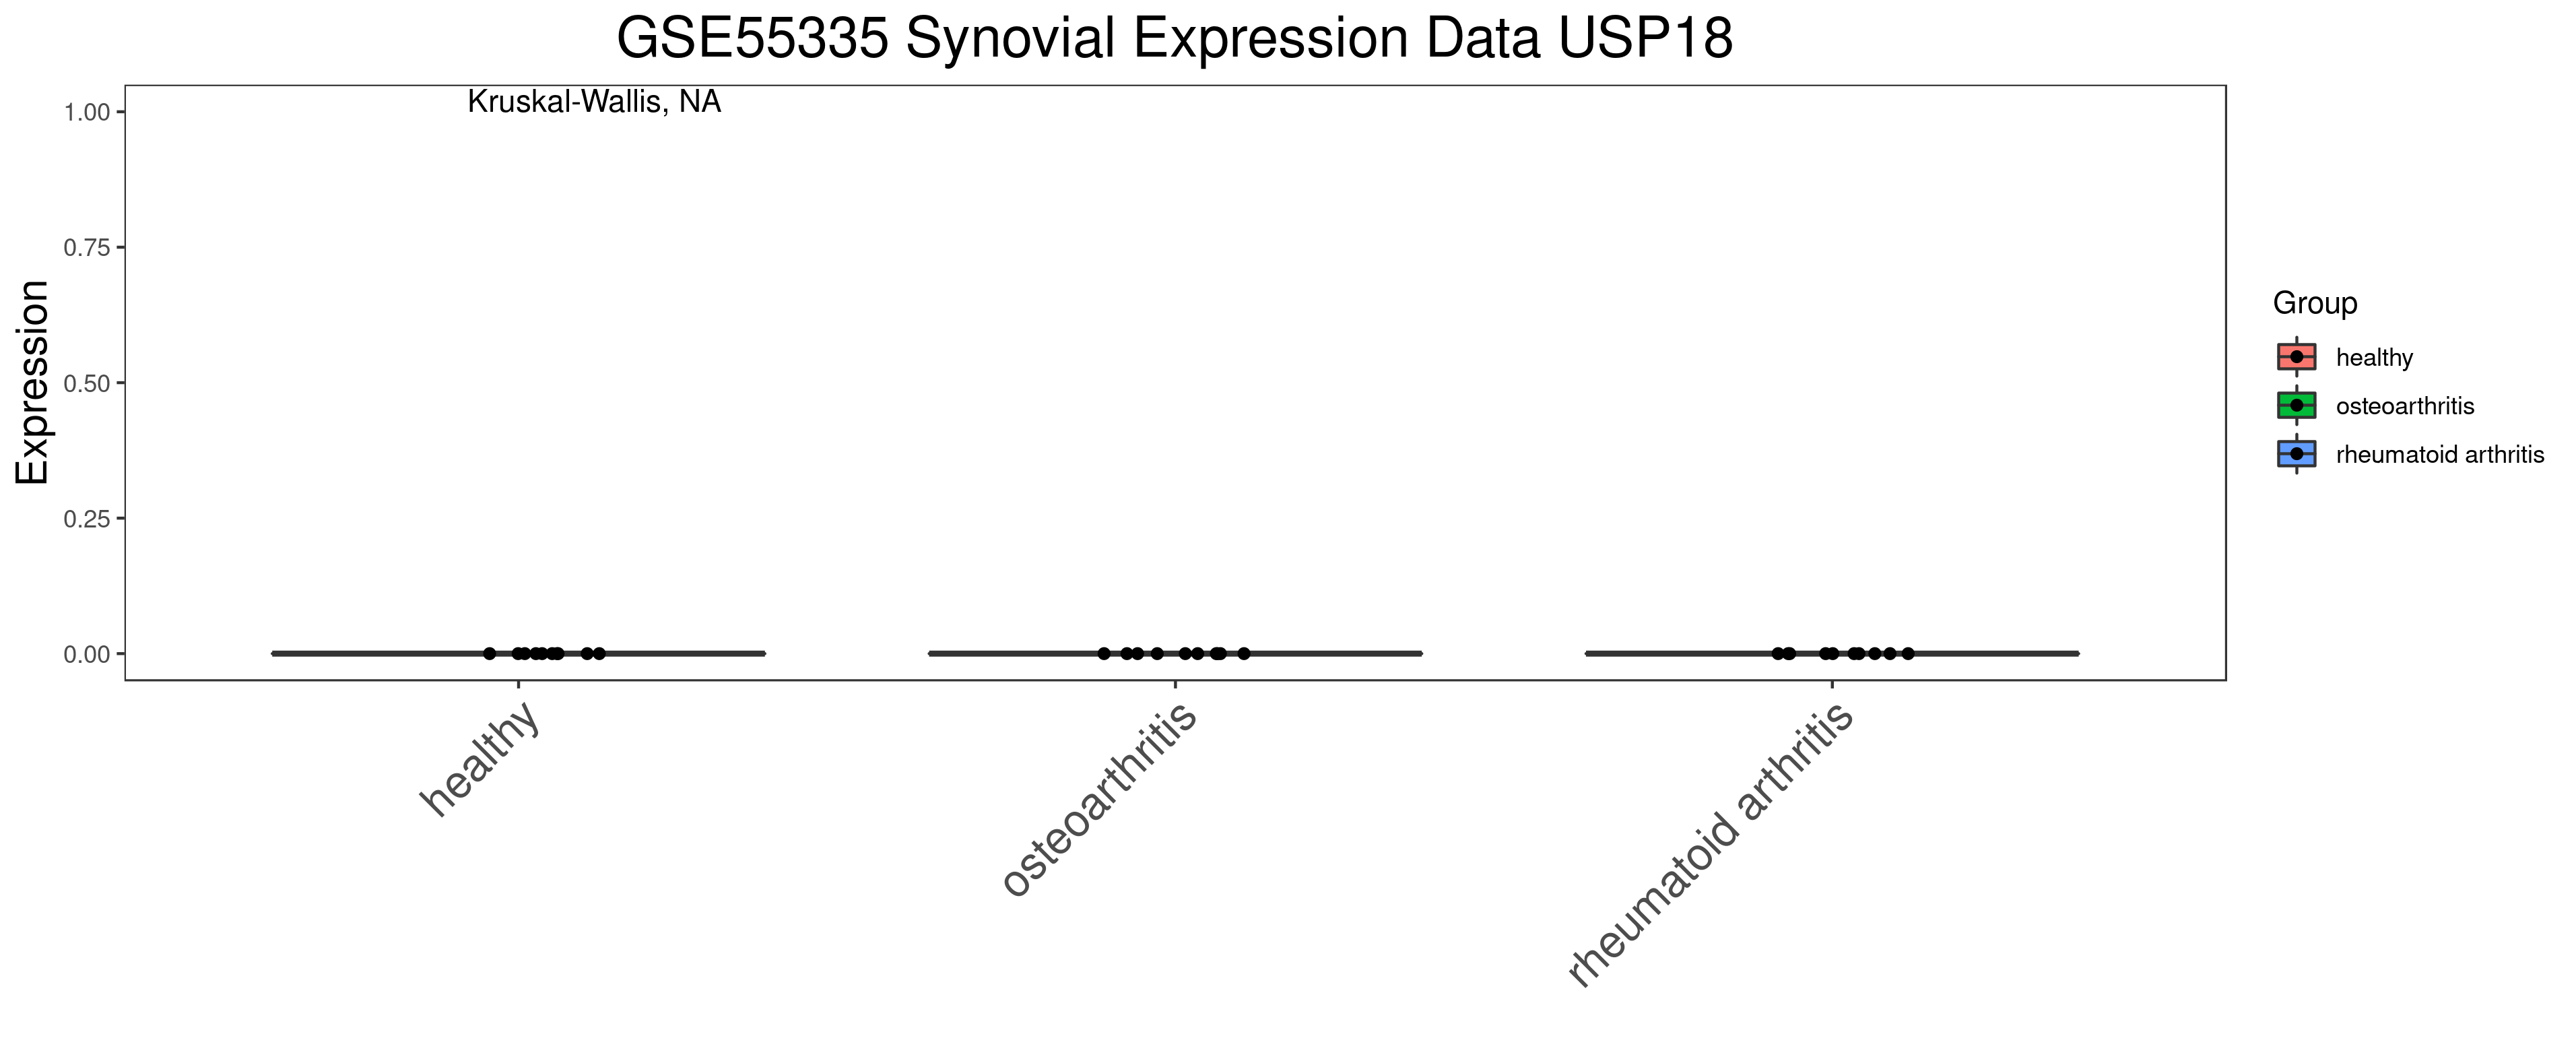 GSE55335 Synovial Expression Data USP18
Kruskal-Wallis, NA
1.00
0.75
0.50
0.25
0.00
Expression
healthy
osteoarthritis
rheumatoid arthritis
Group
healthy
osteoarthritis
rheumatoid arthritis